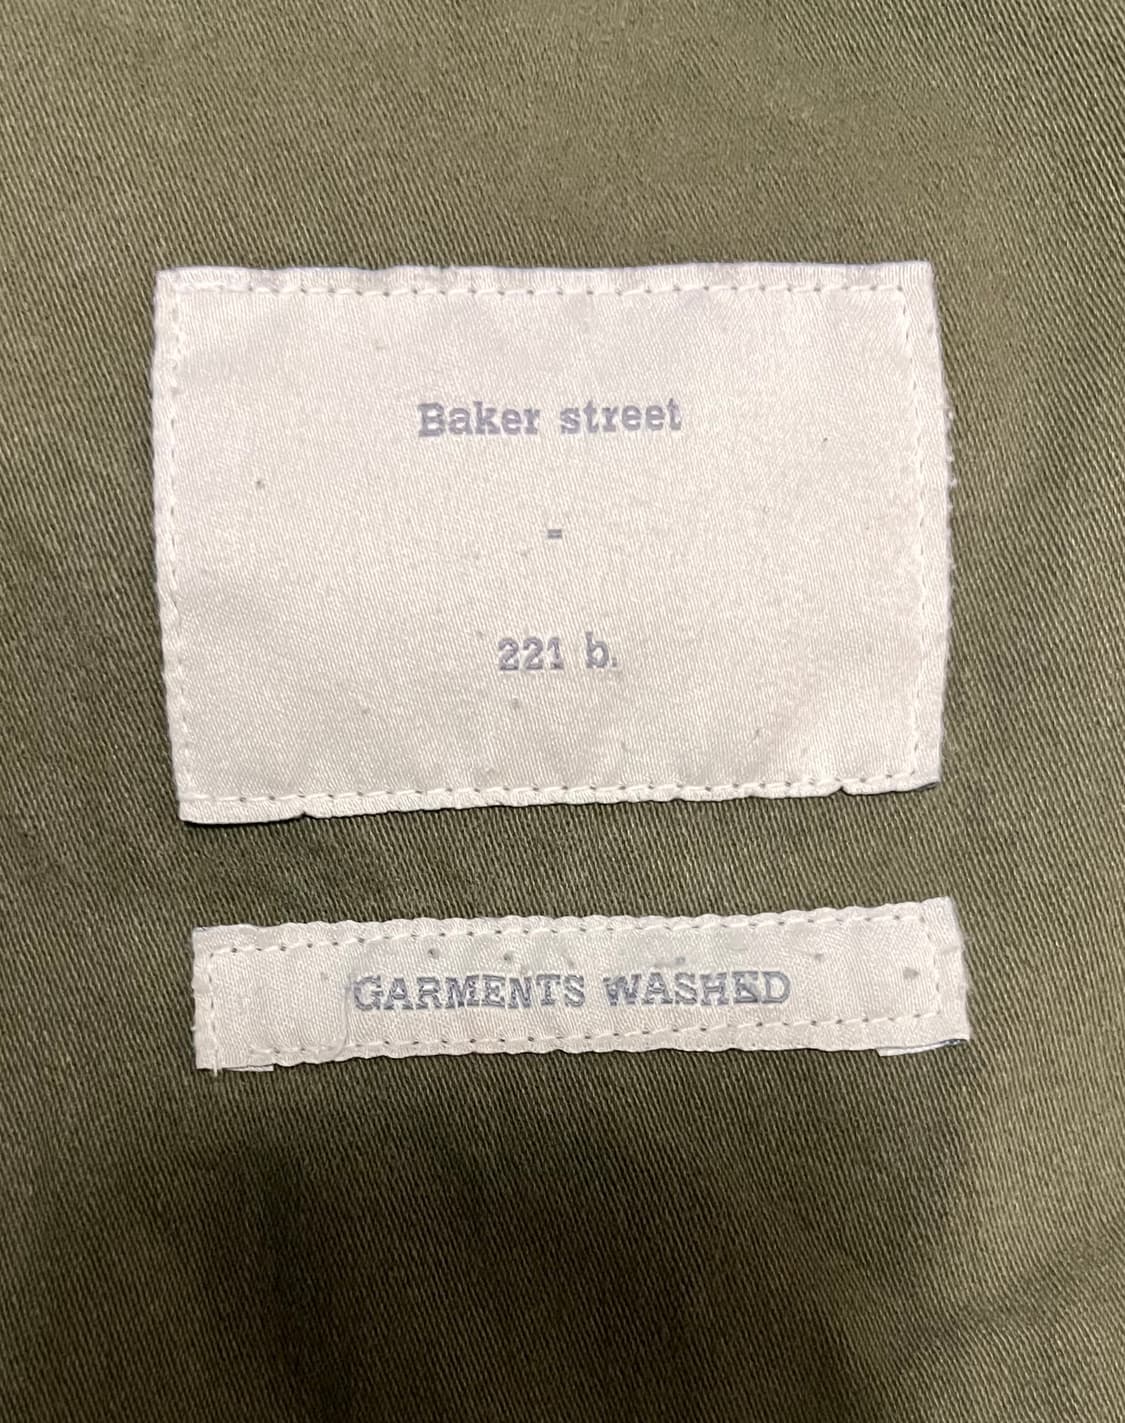 Baker street
=
221 b.
GARMENTS WASHED